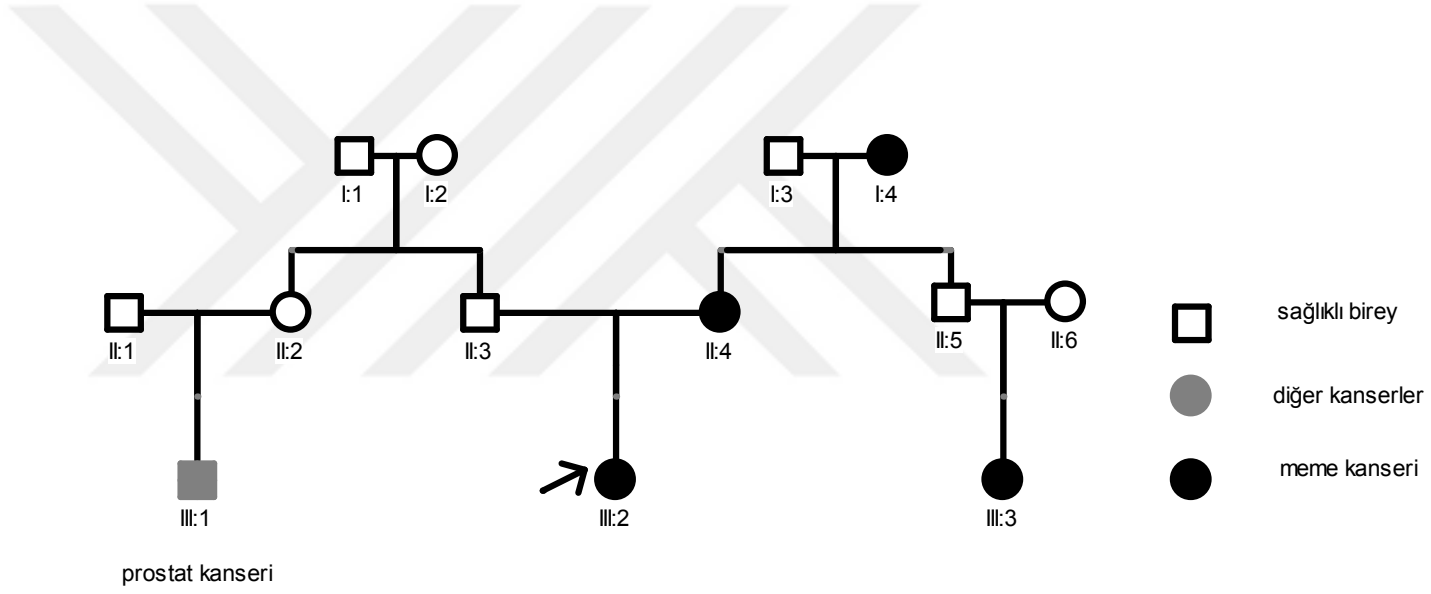 I:1 I:2 I:3 I:4
II:1 II:2 II:3 II:4 II:5 II:6
III:1 III:2 III:3
prostat kanseri
sağlıklı birey
diğer kanserler
meme kanseri